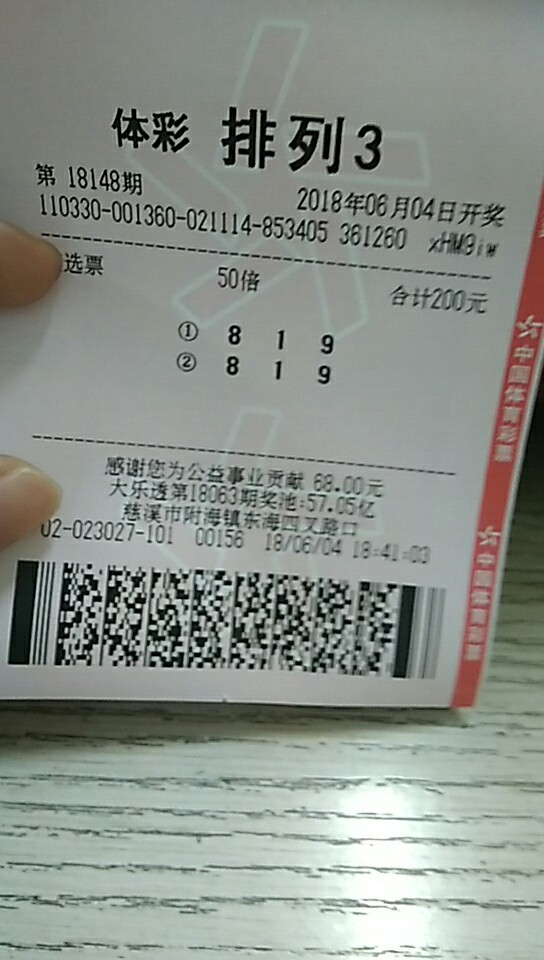 体彩 排列3
第 18148期 2018年06月04日开奖
110330-001360-021114-853405 361260 xHM9iw
选票 50倍 合计200元
① 8 1 9
② 8 1 9
感谢您为公益事业贡献 68.00元
大乐透第18063期奖池:57.05亿
慈溪市附海镇东海四叉路口
02-023027-101 00156 18/06/04 18:41:03
中国体育彩票
中国体育彩票